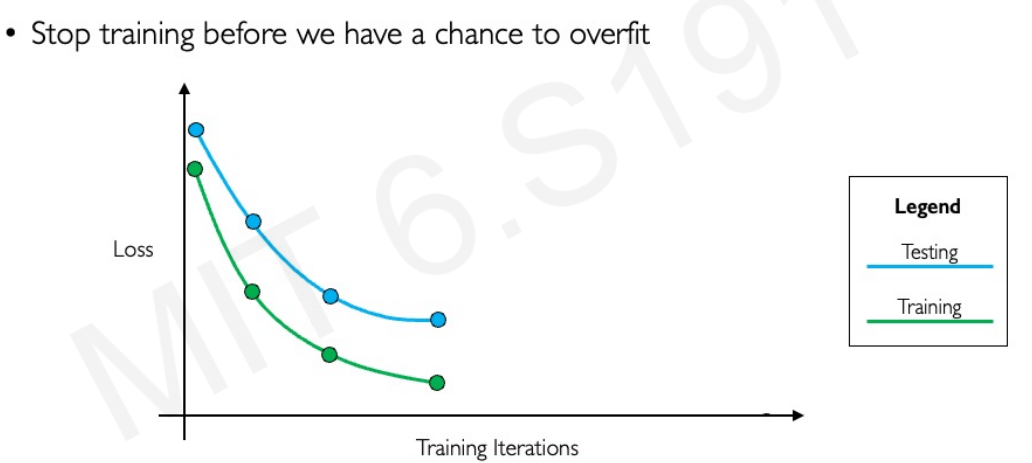 • Stop training before we have a chance to overfit
MIT 6.S191
Loss
Legend
Testing
Training
Training Iterations